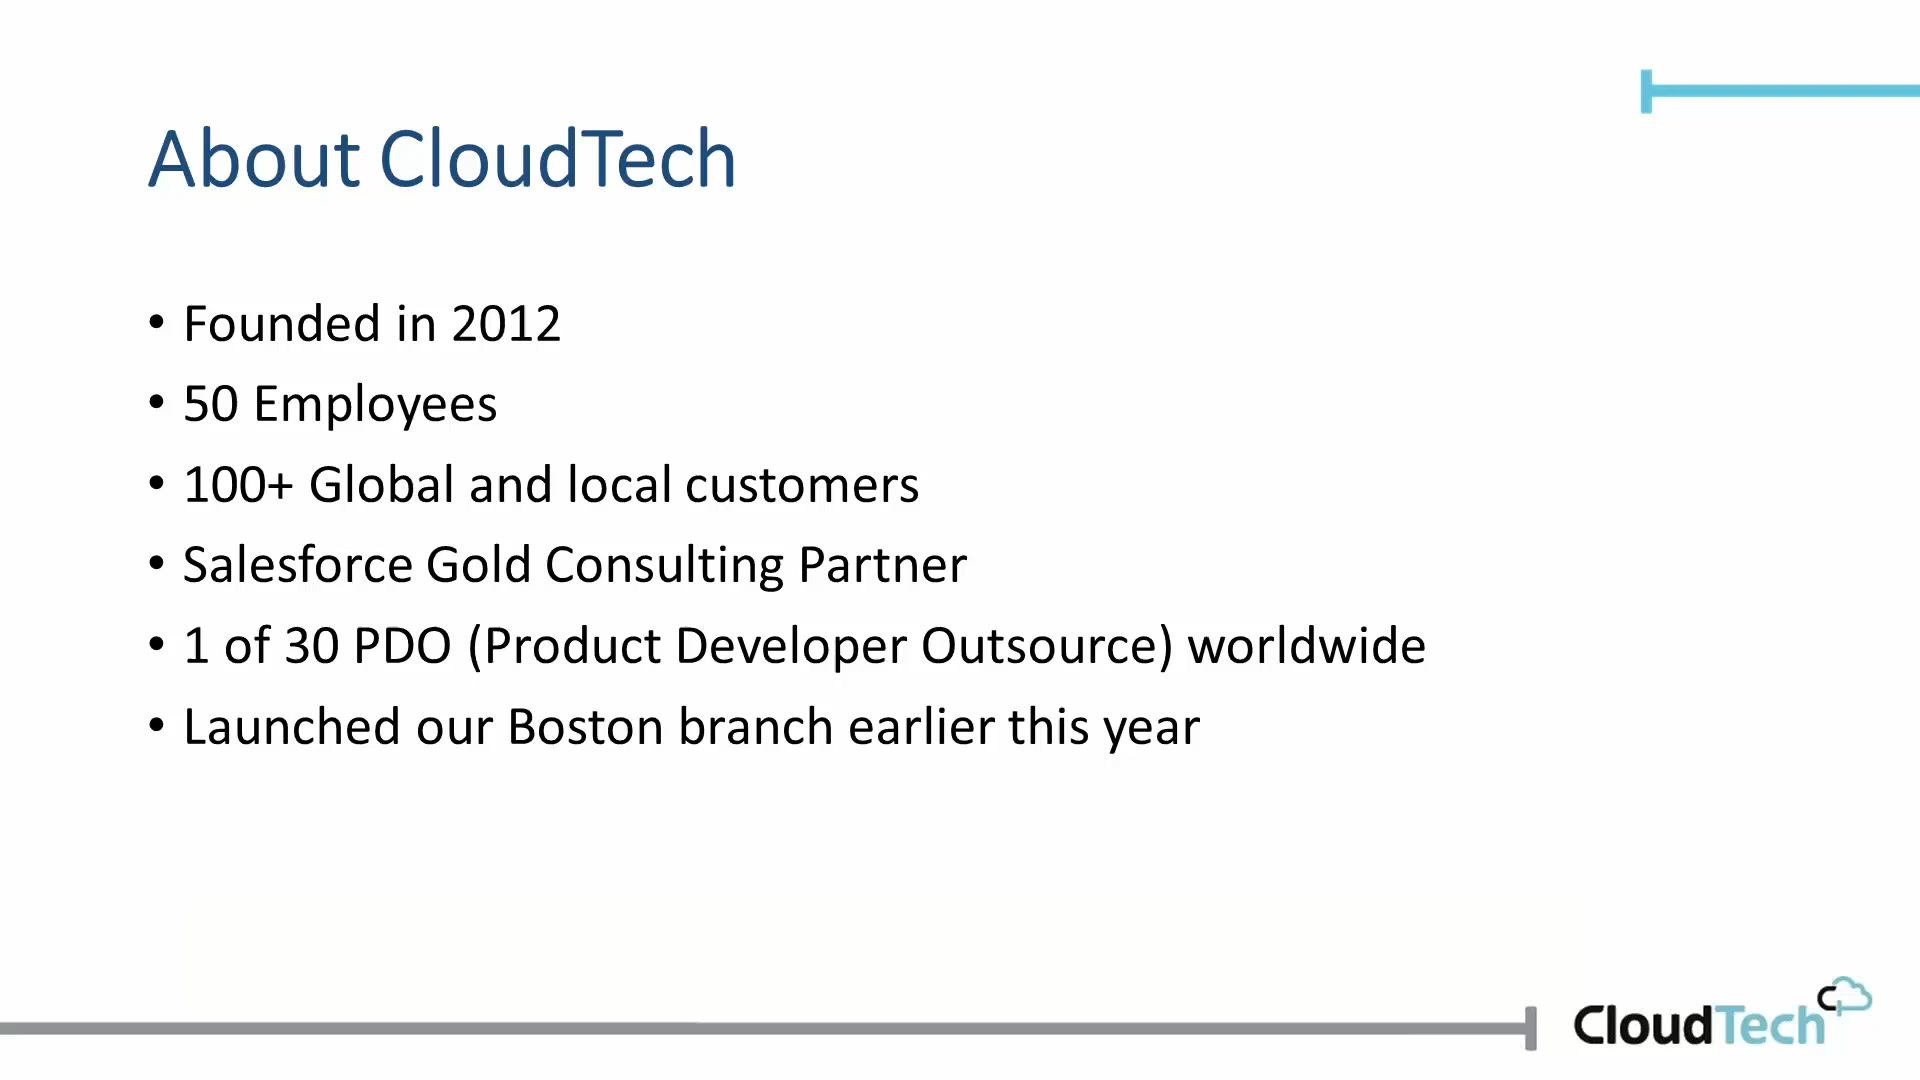 About CloudTech
• Founded in 2012
• 50 Employees
• 100+ Global and local customers
• Salesforce Gold Consulting Partner
• 1 of 30 PDO (Product Developer Outsource) worldwide
• Launched our Boston branch earlier this year
CloudTech